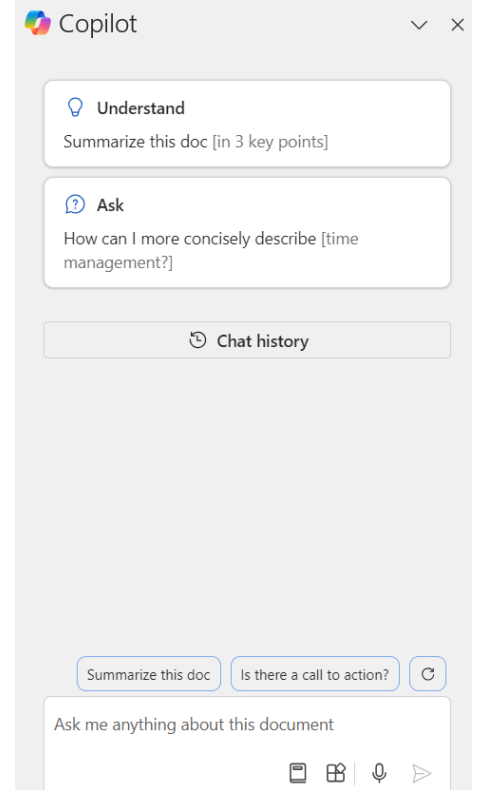 Copilot
Understand
Summarize this doc [in 3 key points]
Ask
How can I more concisely describe [time
management?]
Chat history
Summarize this doc
Is there a call to action?
Ask me anything about this document